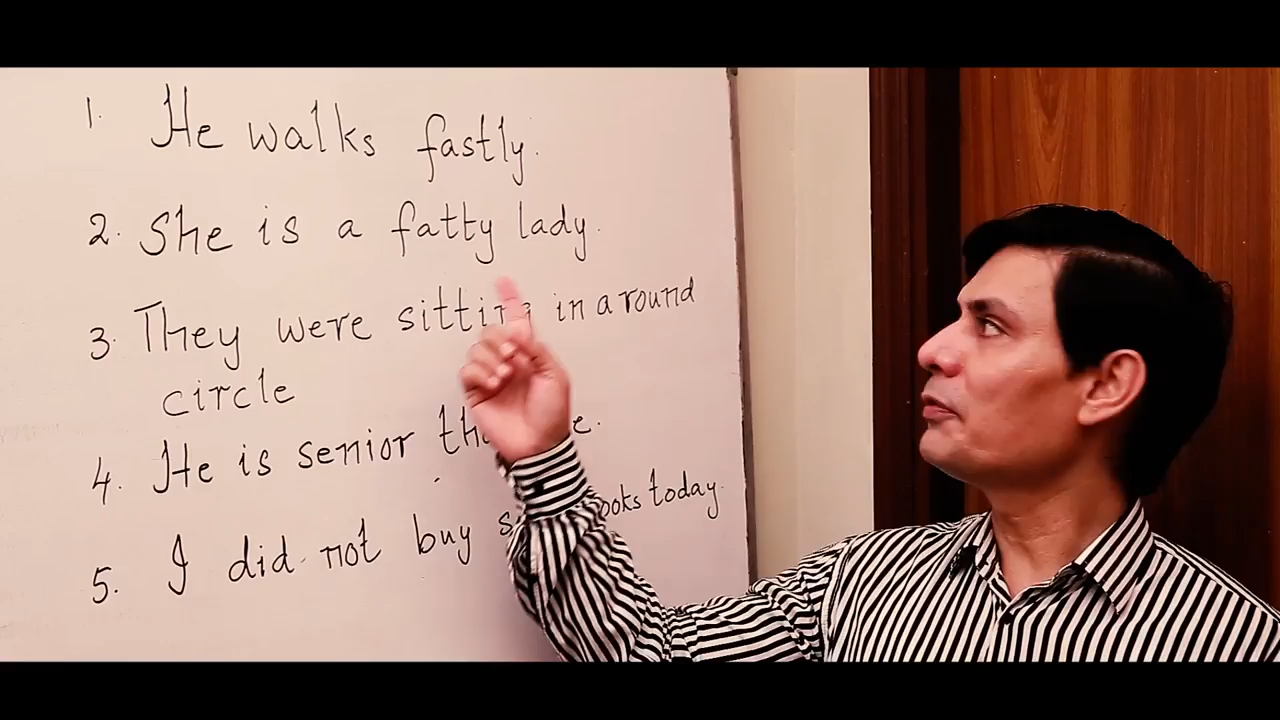 1. He walks fastly.
2. She is a fatty lady.
3. They were sitting in a round
circle
4. He is senior
5. I did not buy today.